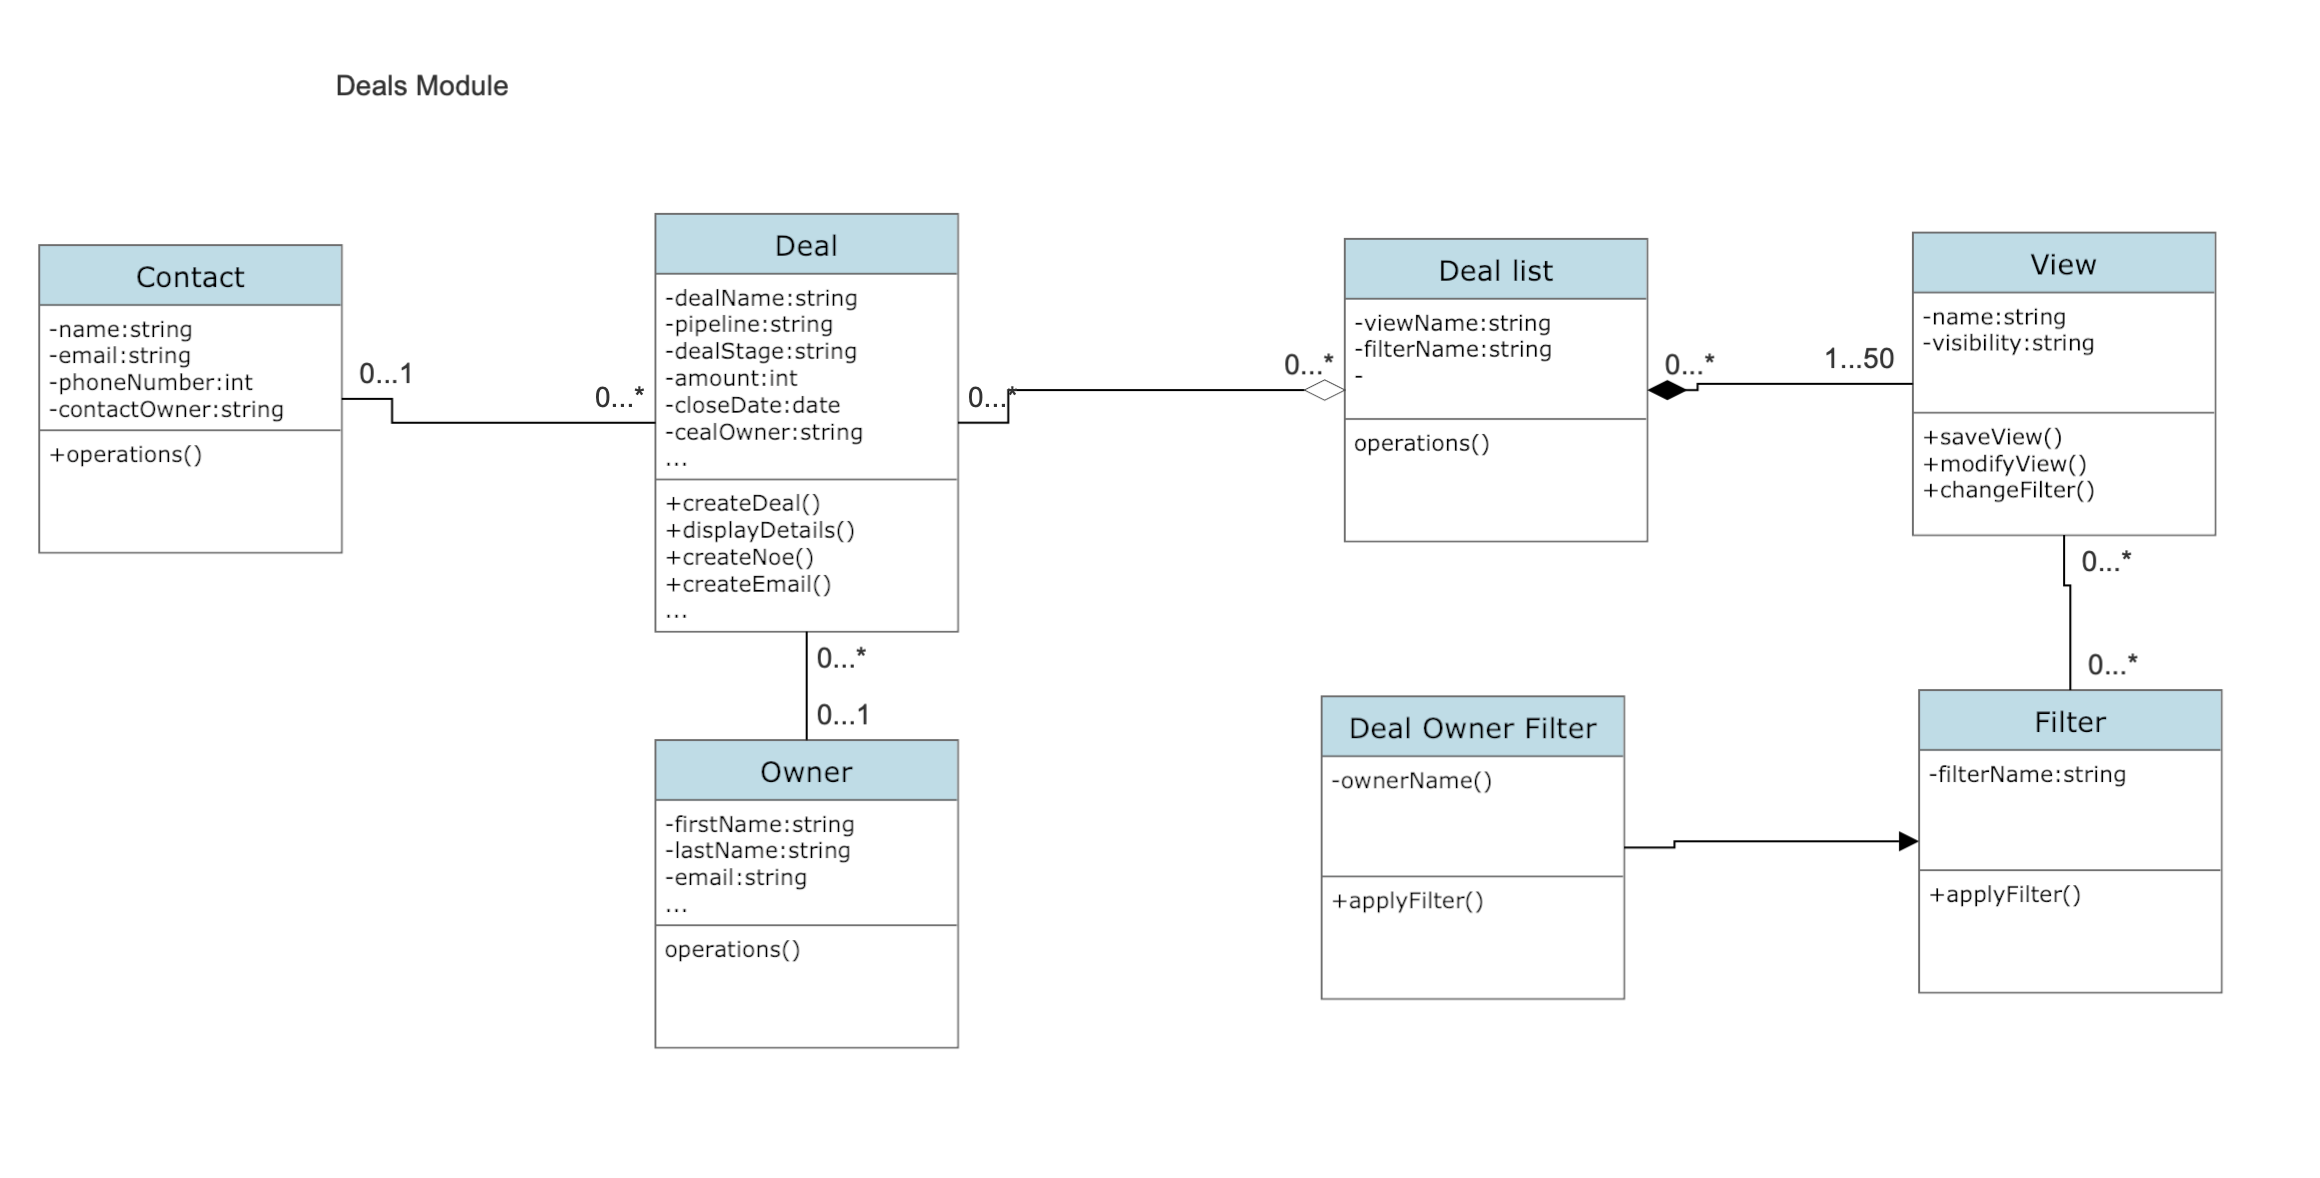 Deals Module
Contact
-name:string
-email:string
-phoneNumber:int
-contactOwner:string
+operations()
0...1
0...*
Deal
-dealName:string
-pipeline:string
-dealStage:string
-amount:int
-closeDate:date
-cealOwner:string
...
+createDeal()
+displayDetails()
+createNoe()
+createEmail()
...
0...*
0...*
Deal list
-viewName:string
-filterName:string
-
operations()
0...*
1...50
View
-name:string
-visibility:string
+saveView()
+modifyView()
+changeFilter()
0...*
0...*
0...*
0...1
Owner
-firstName:string
-lastName:string
-email:string
...
operations()
Deal Owner Filter
-ownerName()
+applyFilter()
Filter
-filterName:string
+applyFilter()